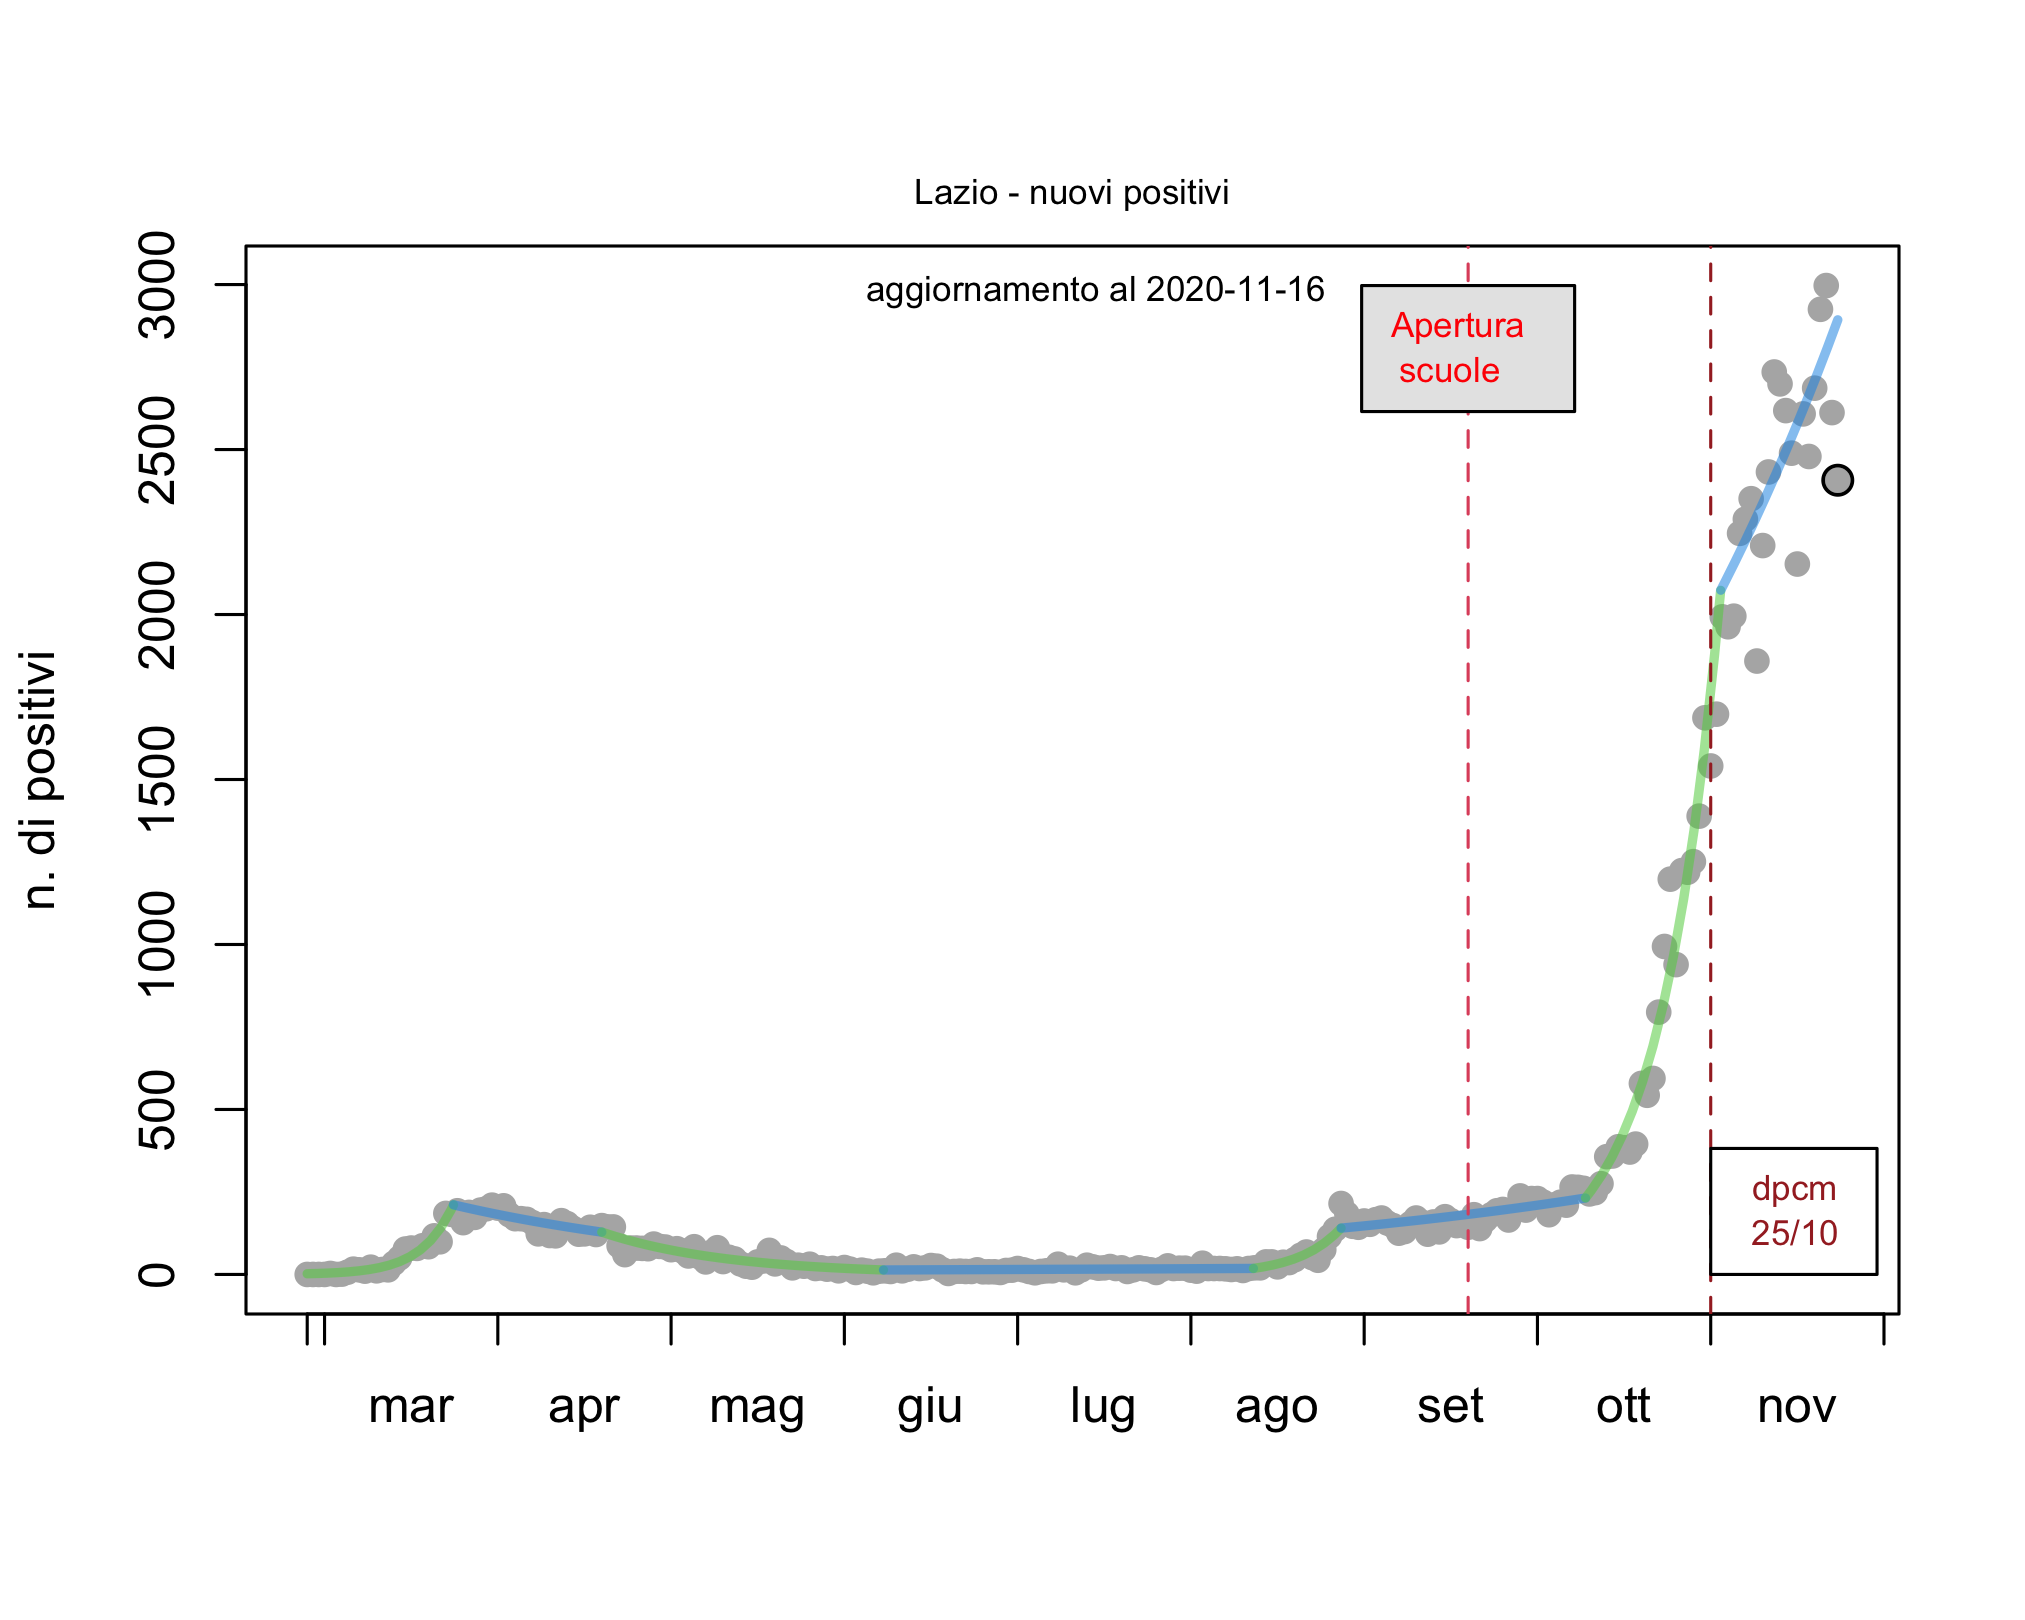 Lazio - nuovi positivi
aggiornamento al 2020-11-16
Apertura
scuole
3000
2500
2000
1500
1000
500
0
n. di positivi
dpcm
25/10
mar apr mag giu lug ago set ott nov